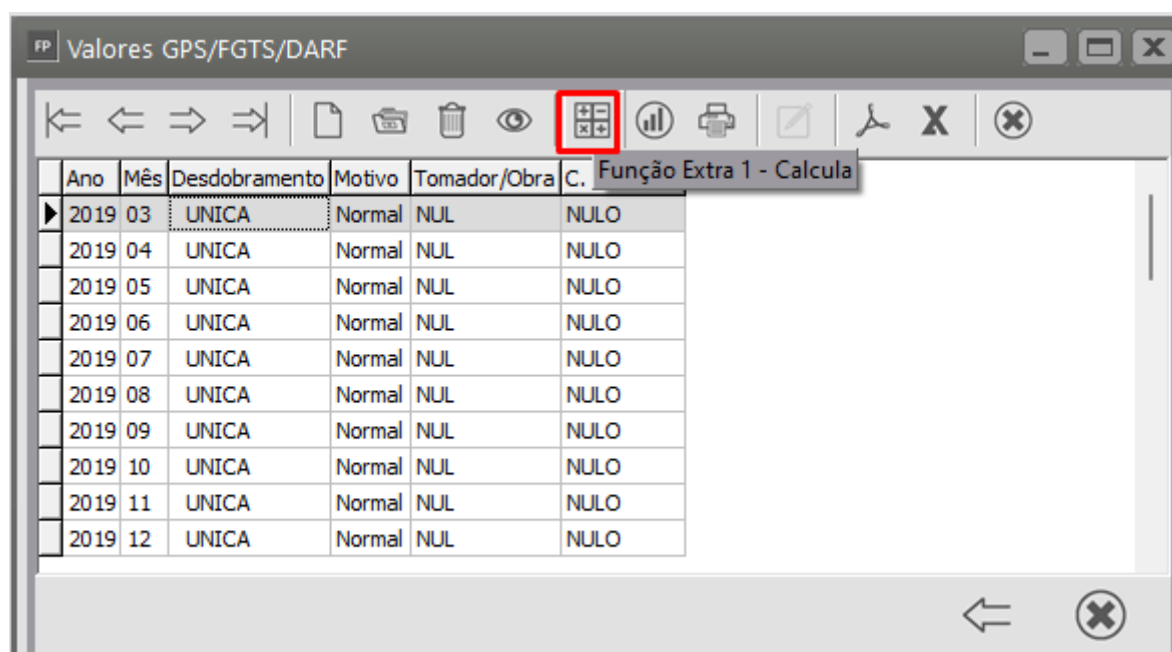 FP Valores GPS/FGTS/DARF
Função Extra 1 - Calcula
Ano Mês Desdobramento Motivo Tomador/Obra C.
2019 03 UNICA Normal NUL NULO
2019 04 UNICA Normal NUL NULO
2019 05 UNICA Normal NUL NULO
2019 06 UNICA Normal NUL NULO
2019 07 UNICA Normal NUL NULO
2019 08 UNICA Normal NUL NULO
2019 09 UNICA Normal NUL NULO
2019 10 UNICA Normal NUL NULO
2019 11 UNICA Normal NUL NULO
2019 12 UNICA Normal NUL NULO